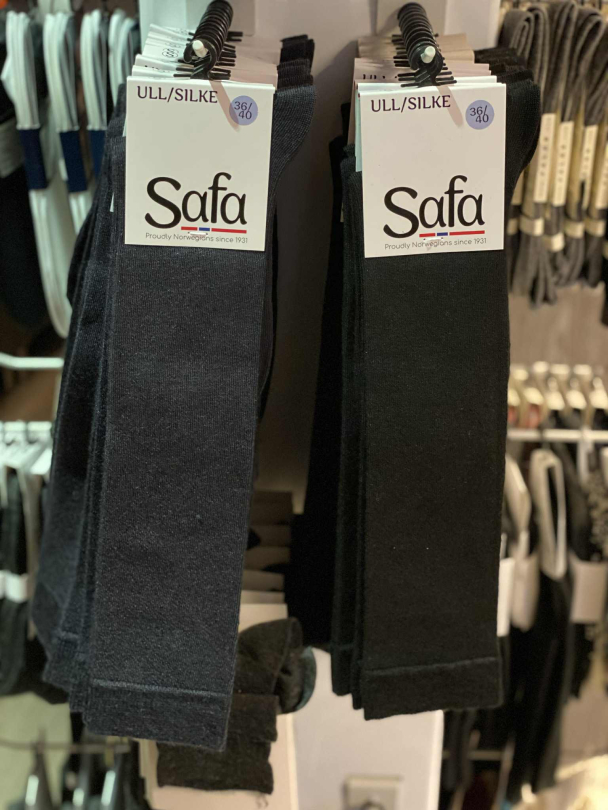 ULL/SILKE
36/
40
Safa
Proudly Norwegians since 1931
ULL/SILKE
36/
40
Safa
Proudly Norwegians since 1931